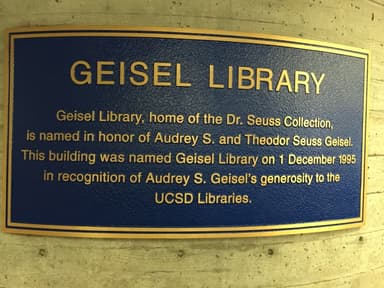 GEISEL LIBRARY
Geisel Library, home of the Dr. Seuss Collection,
is named in honor of Audrey S. and Theodor Seuss Geisel.
This building was named Geisel Library on 1 December 1995
in recognition of Audrey S. Geisel's generosity to the
UCSD Libraries.